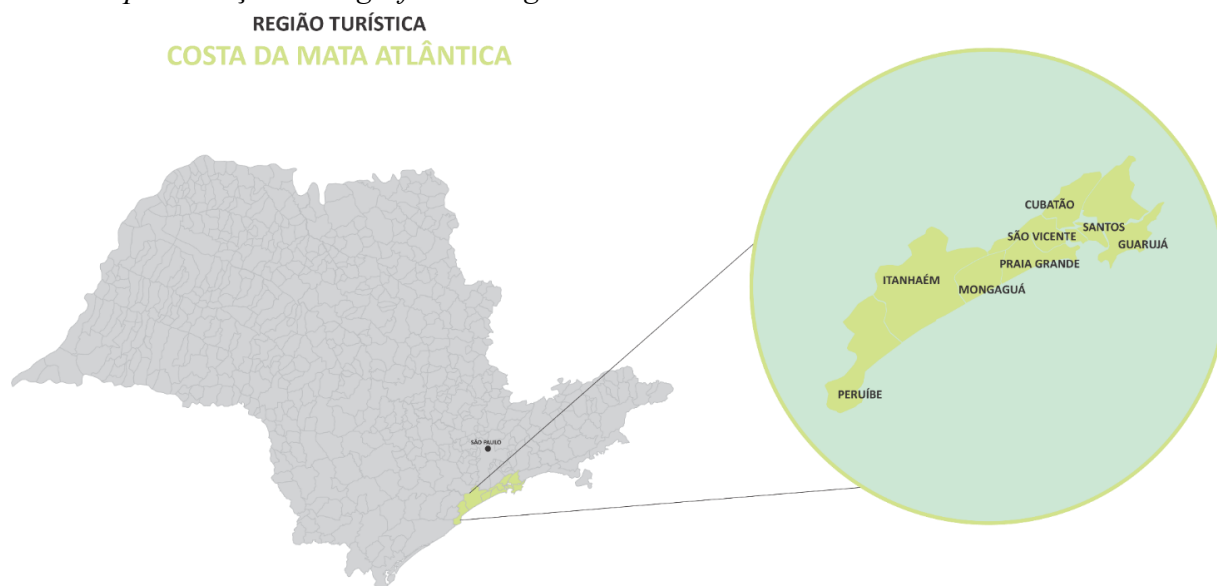 REGIÃO TURÍSTICA
COSTA DA MATA ATLÂNTICA
CUBATÃO
SANTOS
SÃO VICENTE
GUARUJÁ
PRAIA GRANDE
ITANHAÉM
MONGAGUÁ
PERUÍBE
SÃO PAULO